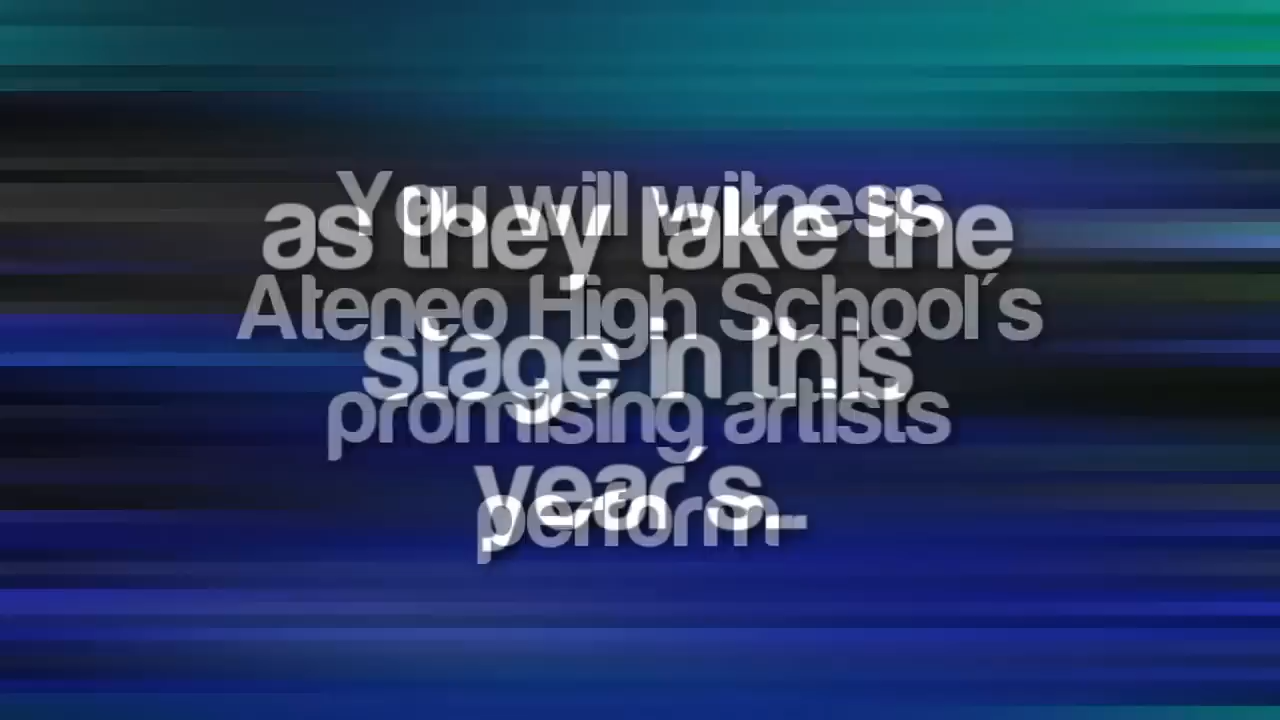 You will witness
Ateneo High School´s
promising artists
perform
as they take the
stage in this
year´s...